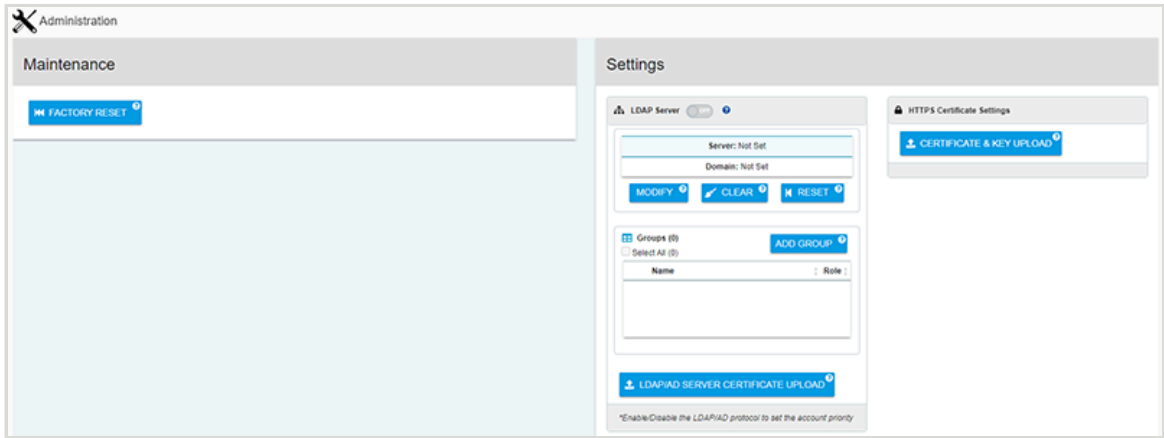 Administration
Maintenance
FACTORY RESET
Settings
LDAP Server OFF
Server: Not Set
Domain: Not Set
MODIFY CLEAR RESET
Groups (0)
ADD GROUP
Select All (0)
Name Role
LDAP/AD SERVER CERTIFICATE UPLOAD
*Enable/Disable the LDAP/AD protocol to set the account priority
HTTPS Certificate Settings
CERTIFICATE & KEY UPLOAD